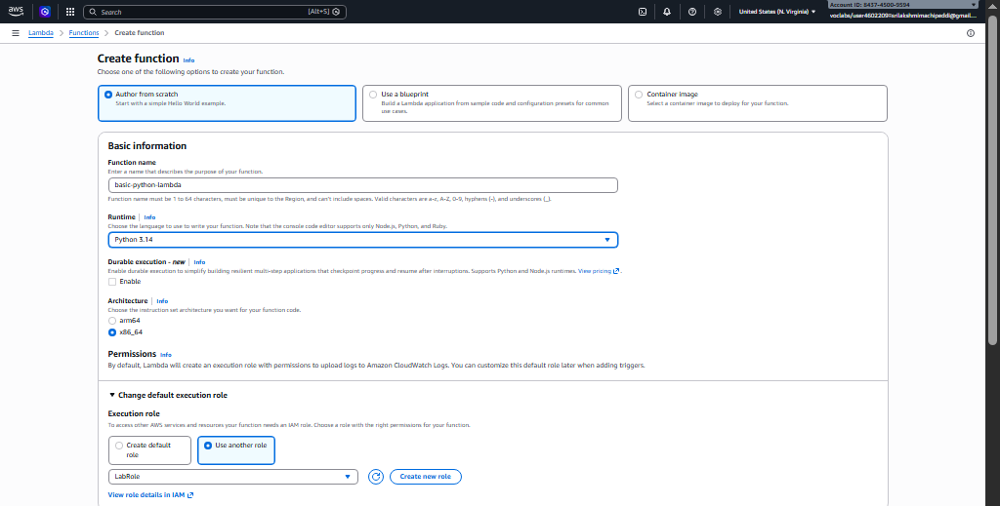 aws
Search [Alt+S]
United States (N. Virginia)
Account ID: 8437-4500-9594
voclabs/user4602209=srilakshmimachipeddi@gmail...
Lambda > Functions > Create function
Create function Info
Choose one of the following options to create your function.
Author from scratch
Start with a simple Hello World example.
Use a blueprint
Build a Lambda application from sample code and configuration presets for common
use cases.
Container image
Select a container image to deploy for your function.
Basic information
Function name
Enter a name that describes the purpose of your function.
basic-python-lambda
Function name must be 1 to 64 characters, must be unique to the Region, and can't include spaces. Valid characters are a-z, A-Z, 0-9, hyphens (-), and underscores (_).
Runtime | Info
Choose the language to use to write your function. Note that the console code editor supports only Node.js, Python, and Ruby.
Python 3.14
Durable execution - new | Info
Enable durable execution to simplify building resilient multi-step applications that checkpoint progress and resume after interruptions. Supports Python and Node.js runtimes. View pricing.
Enable
Architecture | Info
Choose the instruction set architecture you want for your function code.
arm64
x86_64
Permissions Info
By default, Lambda will create an execution role with permissions to upload logs to Amazon CloudWatch Logs. You can customize this default role later when adding triggers.
Change default execution role
Execution role
To access other AWS services and resources your function needs an IAM role. Choose a role with the right permissions for your function.
Create default
role
Use another role
LabRole
Create new role
View role details in IAM